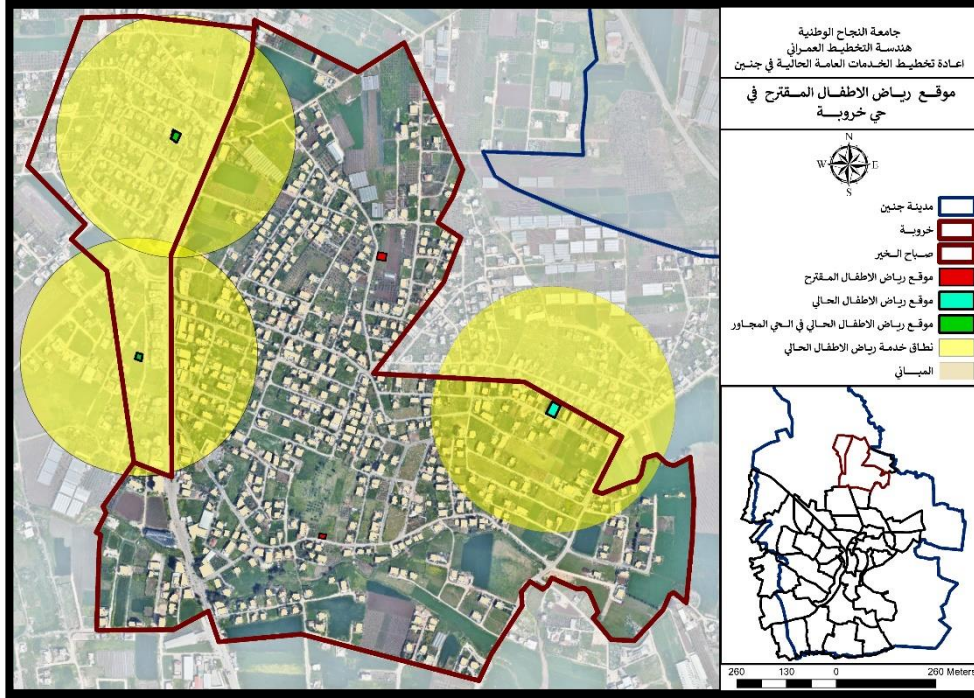 جامعة النجاح الوطنية
هندسة التخطيط العمراني
اعادة تخطيط الخدمات العامة الحالية في جنين
موقع رياض الاطفال المقترح في
حي خروبة
N
W E
S
مدينة جنين
خروبة
صباح الخير
موقع رياض الاطفال المقترح
موقع رياض الاطفال الحالي
موقع رياض الاطفال الحالي في الحي المجاور
نطاق خدمة رياض الاطفال الحالي
المباني
260 130 0 260 Meters